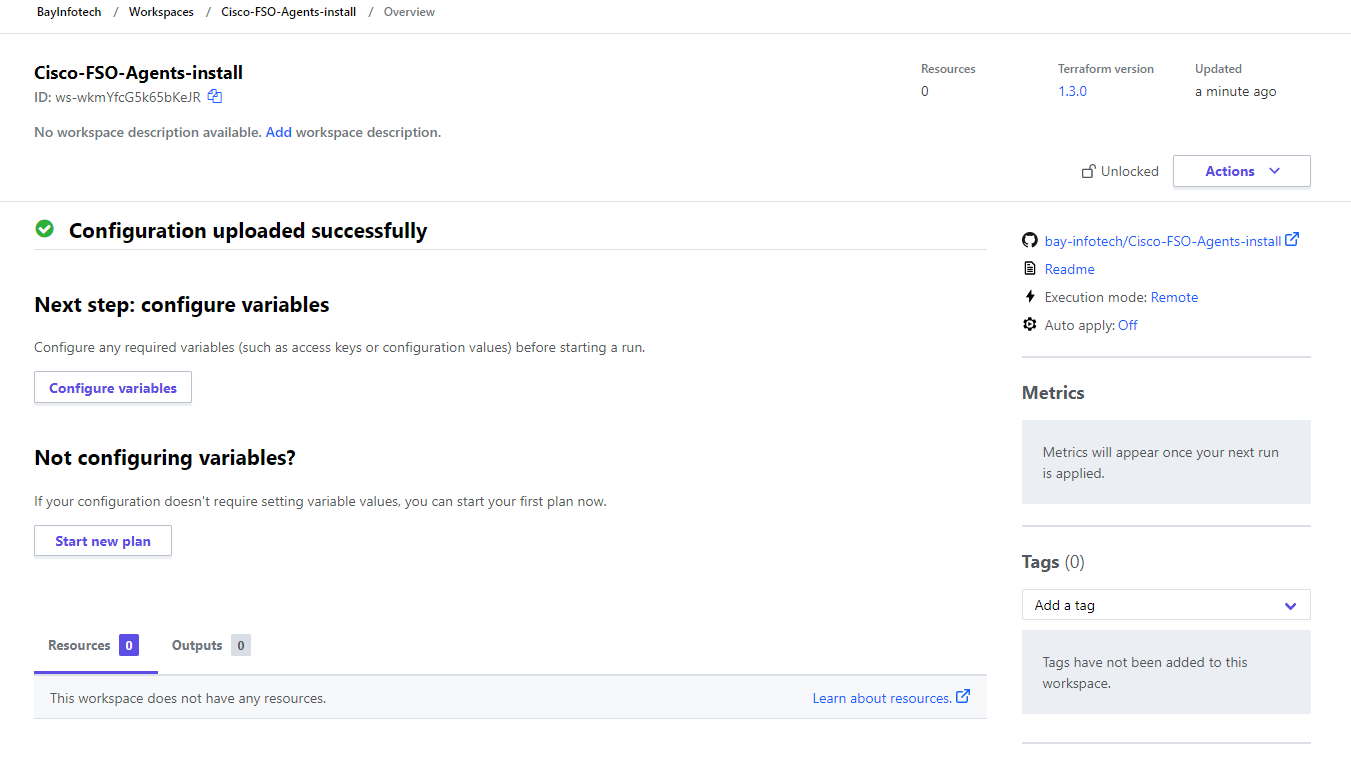 BayInfotech / Workspaces / Cisco-FSO-Agents-install / Overview
Cisco-FSO-Agents-install
ID: ws-wkmYfcG5k65bKeJR
No workspace description available. Add workspace description.
Resources
0
Terraform version
1.3.0
Updated
a minute ago
Unlocked
Actions
Configuration uploaded successfully
Next step: configure variables
Configure any required variables (such as access keys or configuration values) before starting a run.
Configure variables
Not configuring variables?
If your configuration doesn't require setting variable values, you can start your first plan now.
Start new plan
Resources 0 Outputs 0
This workspace does not have any resources. Learn about resources.
bay-infotech/Cisco-FSO-Agents-install
Readme
Execution mode: Remote
Auto apply: Off
Metrics
Metrics will appear once your next run
is applied.
Tags (0)
Add a tag
Tags have not been added to this
workspace.